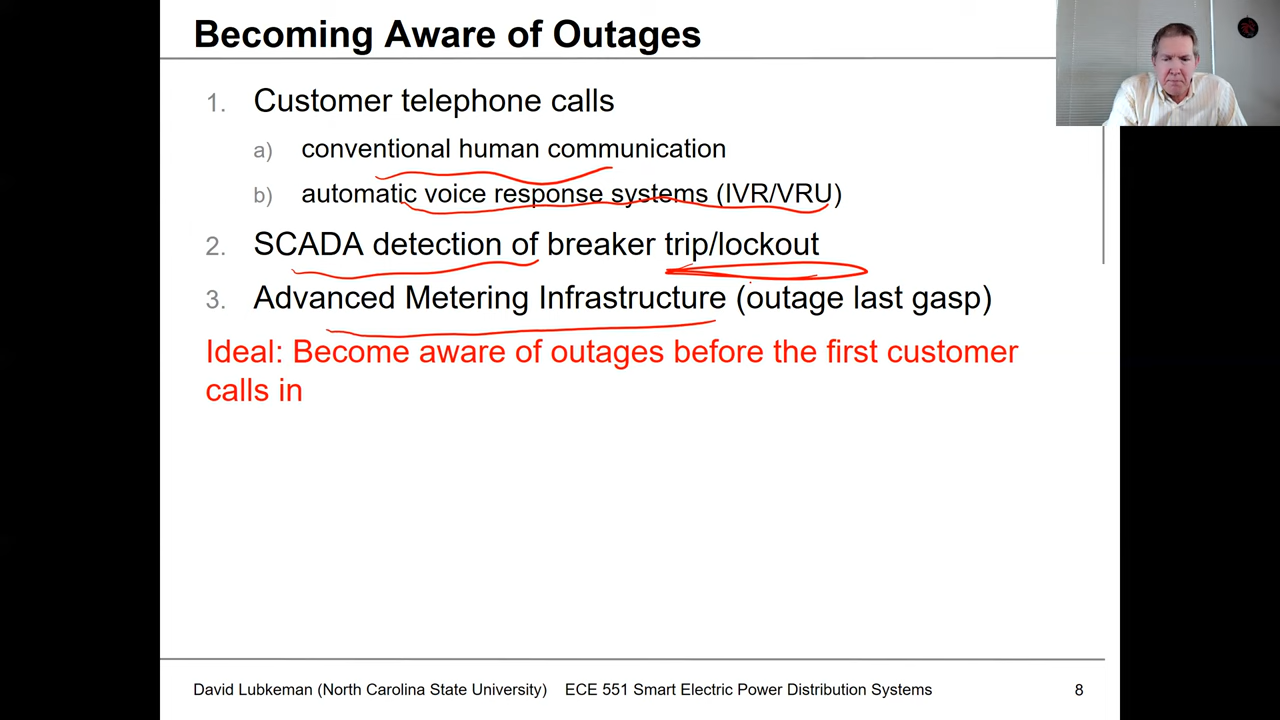 Becoming Aware of Outages
1. Customer telephone calls
a) conventional human communication
b) automatic voice response systems (IVR/VRU)
2. SCADA detection of breaker trip/lockout
3. Advanced Metering Infrastructure (outage last gasp)
Ideal: Become aware of outages before the first customer
calls in
David Lubkeman (North Carolina State University) ECE 551 Smart Electric Power Distribution Systems 8